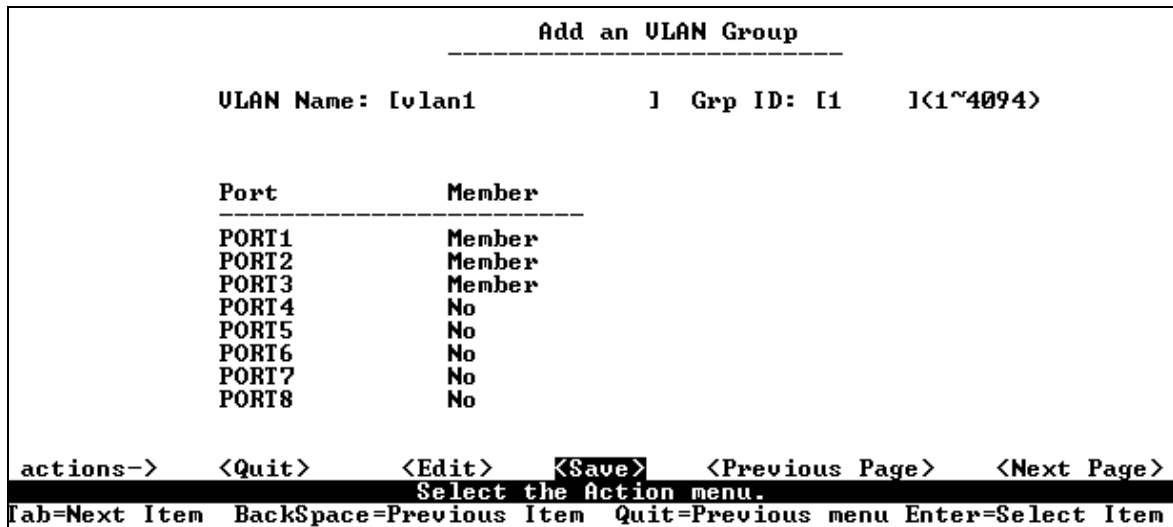 Add an VLAN Group
VLAN Name: [vlan1 ] Grp ID: [1 ](1~4094)
Port Member
PORT1 Member
PORT2 Member
PORT3 Member
PORT4 No
PORT5 No
PORT6 No
PORT7 No
PORT8 No
actions-> <Quit> <Edit> <Save> <Previous Page> <Next Page>
Select the Action menu.
Tab=Next Item BackSpace=Previous Item Quit=Previous menu Enter=Select Item